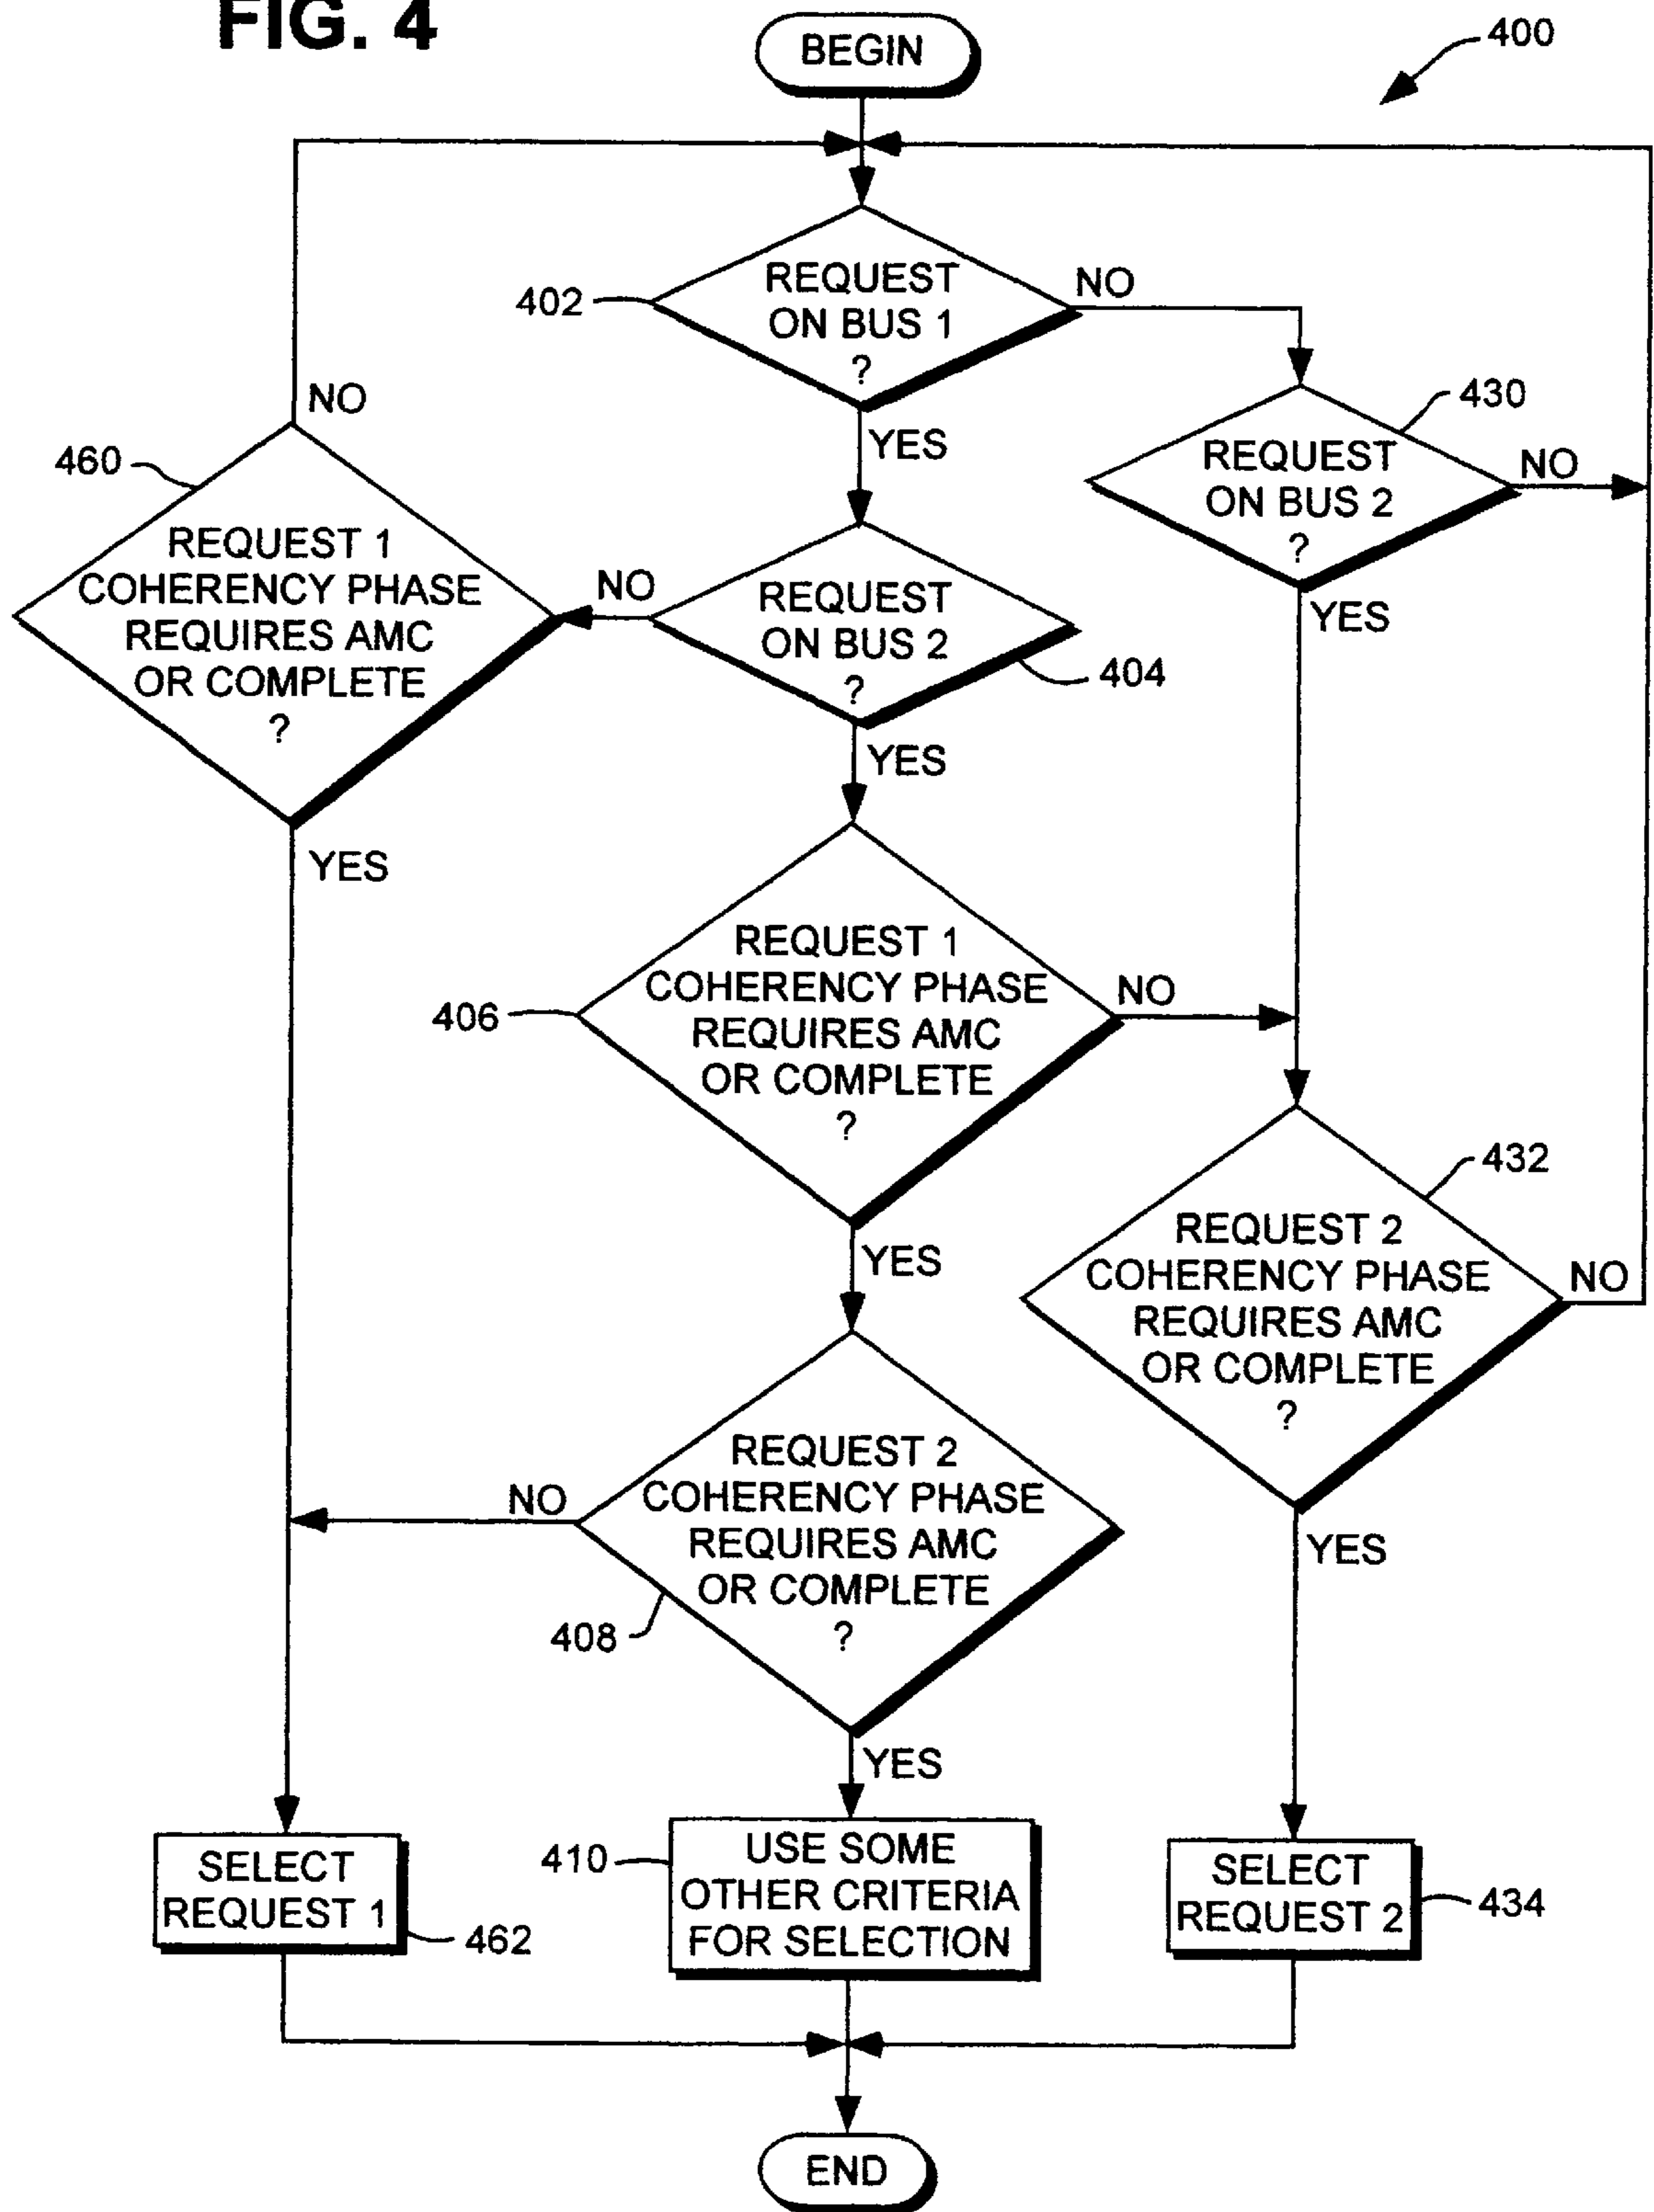 FIG. 4
BEGIN
400
REQUEST
ON BUS 1
?
402
NO
YES
430
REQUEST
ON BUS 2
?
NO
YES
NO
460
REQUEST 1
COHERENCY PHASE
REQUIRES AMC
OR COMPLETE
?
YES
NO
REQUEST
ON BUS 2
?
404
YES
406
REQUEST 1
COHERENCY PHASE
REQUIRES AMC
OR COMPLETE
?
NO
YES
432
REQUEST 2
COHERENCY PHASE
REQUIRES AMC
OR COMPLETE
?
NO
YES
NO
REQUEST 2
COHERENCY PHASE
REQUIRES AMC
OR COMPLETE
?
408
YES
SELECT
REQUEST 1
462
410
USE SOME
OTHER CRITERIA
FOR SELECTION
SELECT
REQUEST 2
434
END